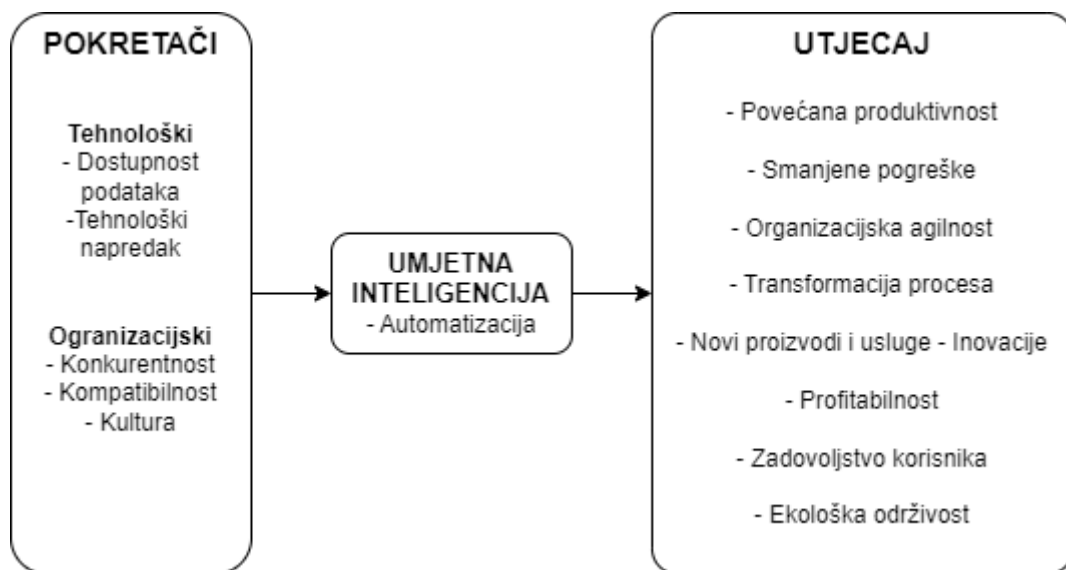 POKRETAČI
Tehnološki
- Dostupnost
podataka
-Tehnološki
napredak
Ogranizacijski
- Konkurentnost
- Kompatibilnost
- Kultura
UMJETNA
INTELIGENCIJA
- Automatizacija
UTJECAJ
- Povećana produktivnost
- Smanjene pogreške
- Organizacijska agilnost
- Transformacija procesa
- Novi proizvodi i usluge - Inovacije
- Profitabilnost
- Zadovoljstvo korisnika
- Ekološka održivost